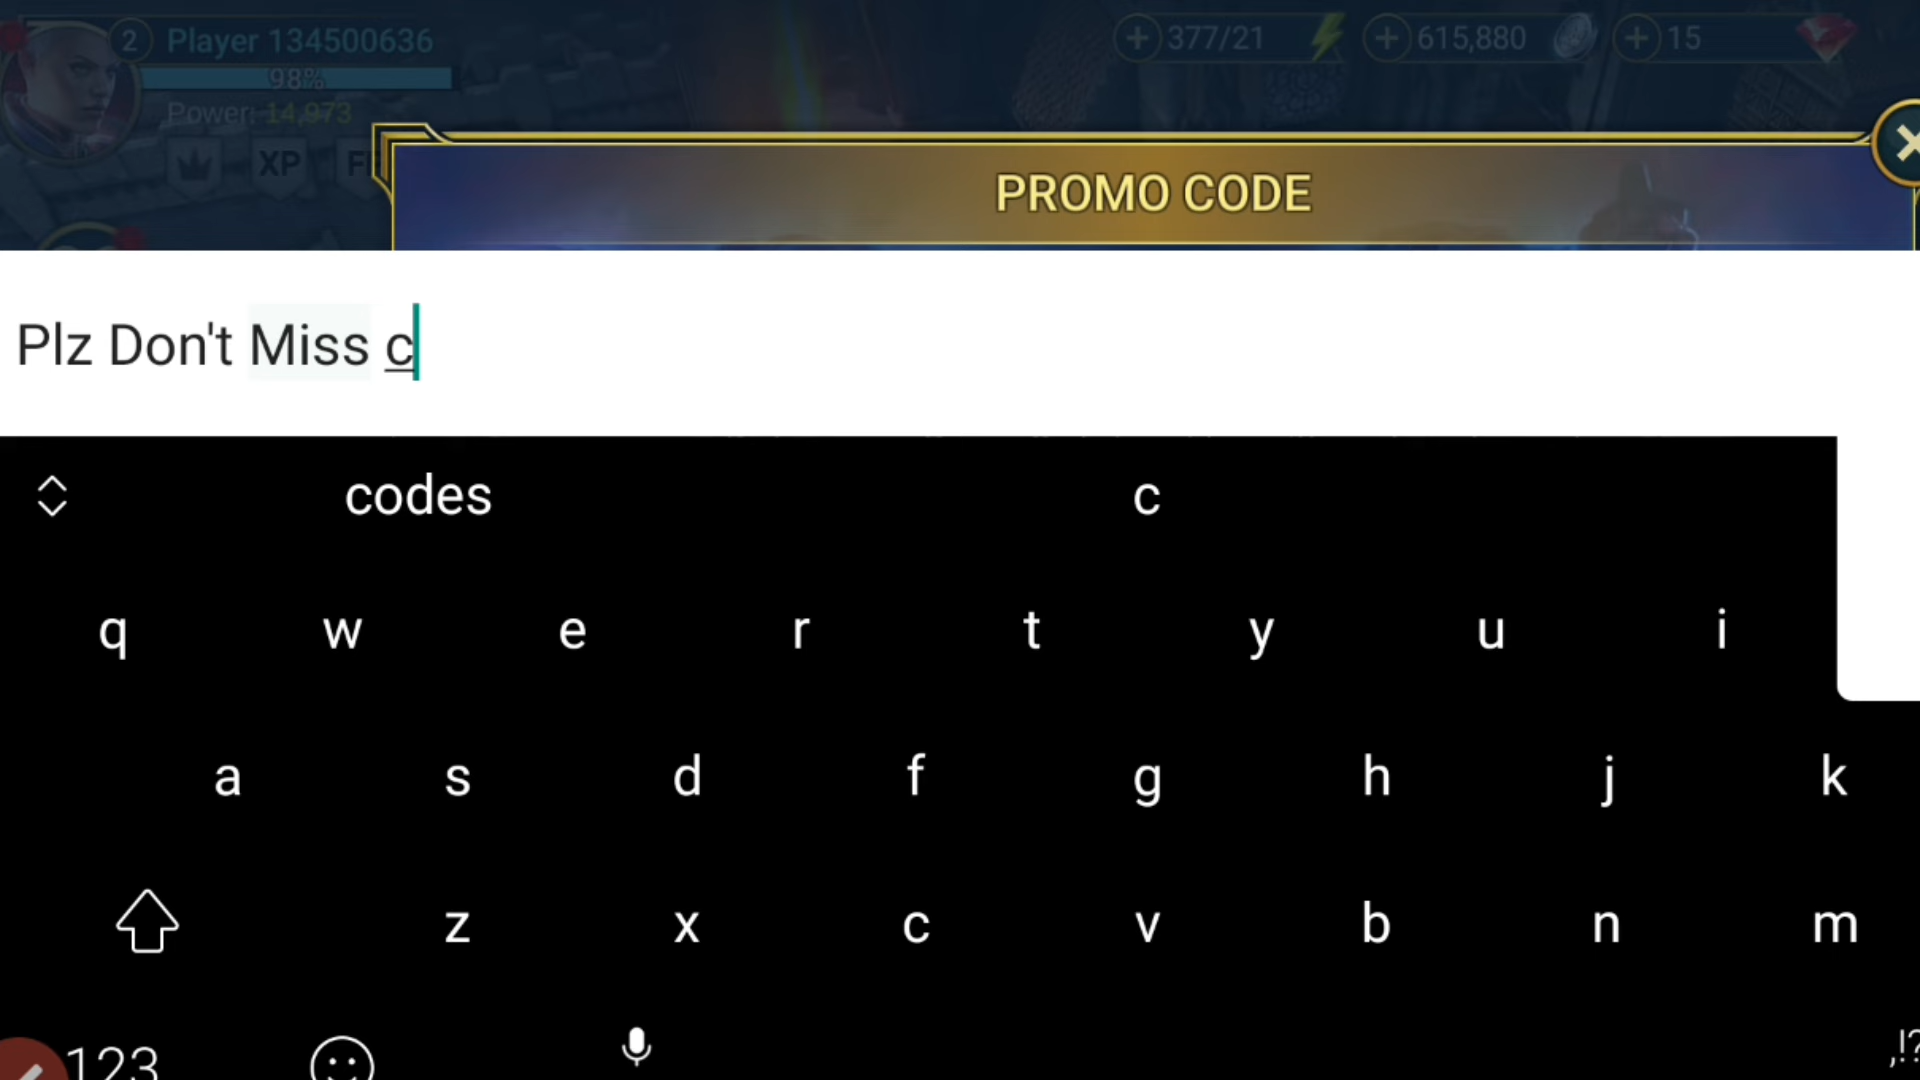 2 Player 134500636 377/21 615,880 15
98%
Power: 14,973
XP
PROMO CODE
Plz Don't Miss c
codes c
q w e r t y u i
a s d f g h j k
z x c v b n m
123 ,!?